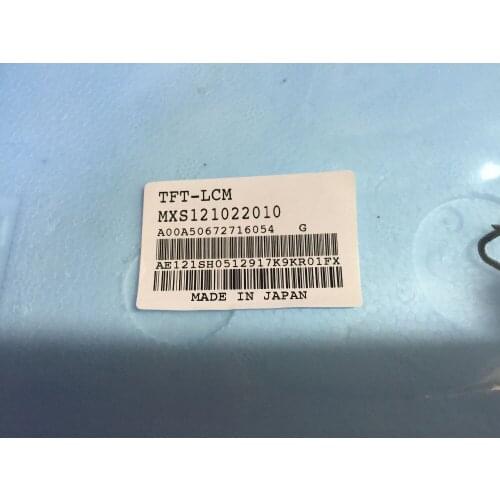 TFT-LCM
MXS121022010
A00A50672716054 G
AE121SH0512917K9KR01FX
MADE IN JAPAN